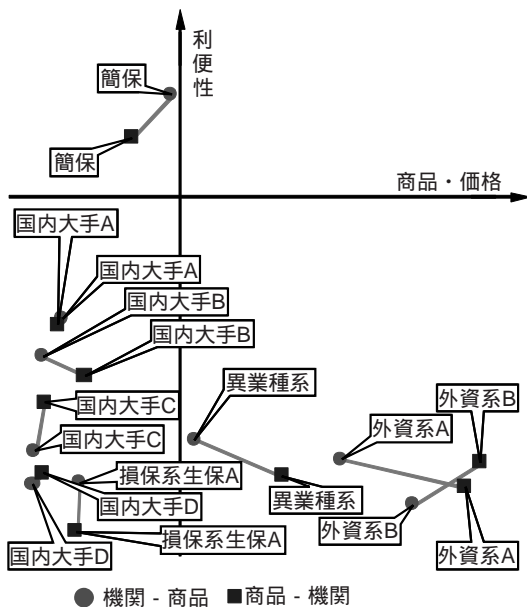 利便性
簡保
簡保
商品・価格
国内大手A
国内大手A
国内大手B
国内大手B
異業種系
外資系B
国内大手C
外資系A
国内大手C
損保系生保A
国内大手D
異業種系
外資系B
損保系生保A
国内大手D
外資系A
機関 - 商品 商品 - 機関